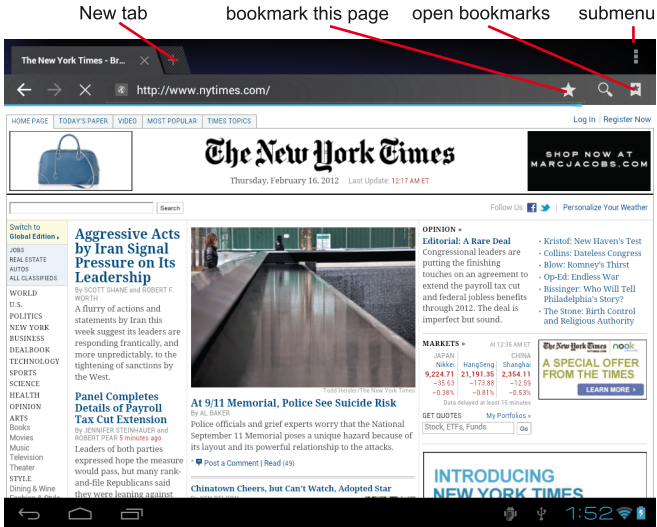 New tab
bookmark this page
open bookmarks
submenu
The New York Times - Br...
http://www.nytimes.com/
HOME PAGE
TODAY'S PAPER
VIDEO
MOST POPULAR
TIMES TOPICS
Log In | Register Now
The New York Times
Thursday, February 16, 2012 Last Update: 12:17 AM ET
SHOP NOW AT
MARCJACOBS.COM
Search
Follow Us
Personalize Your Weather
Switch to
Global Edition
JOBS
REAL ESTATE
AUTOS
ALL CLASSIFIEDS
WORLD
U.S.
POLITICS
NEW YORK
BUSINESS
DEALBOOK
TECHNOLOGY
SPORTS
SCIENCE
HEALTH
OPINION
ARTS
Books
Movies
Music
Television
Theater
STYLE
Dining & Wine
Fashion & Style
Aggressive Acts
by Iran Signal
Pressure on Its
Leadership
By SCOTT SHANE and ROBERT F.
WORTH
A flurry of actions and
statements by Iran this
week suggest its leaders are
responding frantically, and
more unpredictably, to the
tightening of sanctions by
the West.
Panel Completes
Details of Payroll
Tax Cut Extension
By JENNIFER STEINHAUER and
ROBERT PEAR 5 minutes ago
Leaders of both parties
expressed hope the measure
would pass, but many rank-
and-file Republicans said
they were leaning against
Todd Heisler/The New York Times
At 9/11 Memorial, Police See Suicide Risk
By AL BAKER
Police officials and grief experts worry that the National
September 11 Memorial poses a unique hazard because of
its layout and its powerful relationship to the attacks.
Post a Comment | Read (49)
Chinatown Cheers, but Can't Watch, Adopted Star
OPINION »
Editorial: A Rare Deal
Congressional leaders are
putting the finishing
touches on an agreement to
extend the payroll tax cut
and federal jobless benefits
through 2012. The deal is
imperfect but sound.
• Kristof: New Haven's Test
• Collins: Dateless Congress
• Blow: Romney's Thirst
• Op-Ed: Endless War
• Bissinger: Who Will Tell
Philadelphia's Story?
• The Stone: Birth Control
and Religious Authority
MARKETS »
At 12:35 AM ET
JAPAN
CHINA
Nikkei HangSeng Shanghai
9,224.71 21,191.35 2,354.11
−35.63 −173.88 −12.59
−0.38% −0.81% −0.53%
Data delayed at least 15 minutes
GET QUOTES
My Portfolios »
Stock, ETFs, Funds
Go
The New York Times
nook
A SPECIAL OFFER
FROM THE TIMES
LEARN MORE
INTRODUCING
NEW YORK TIMES
1:52